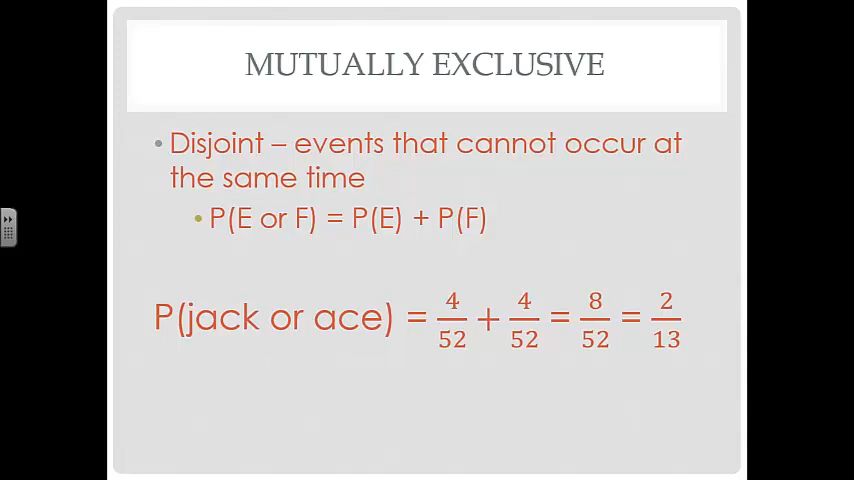 MUTUALLY EXCLUSIVE
• Disjoint – events that cannot occur at
the same time
• P(E or F) = P(E) + P(F)
P(jack or ace) = 4/52 + 4/52 = 8/52 = 2/13